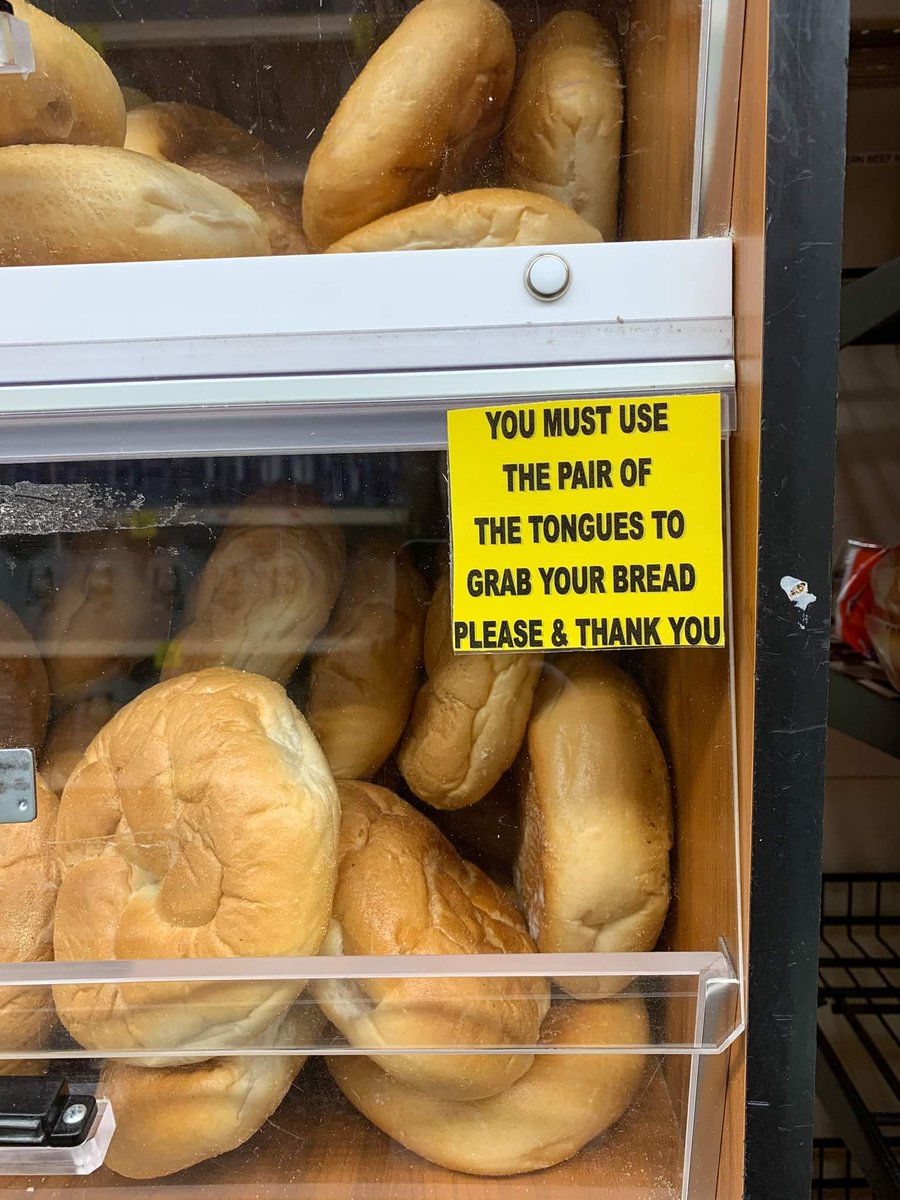 YOU MUST USE
THE PAIR OF
THE TONGUES TO
GRAB YOUR BREAD
PLEASE & THANK YOU